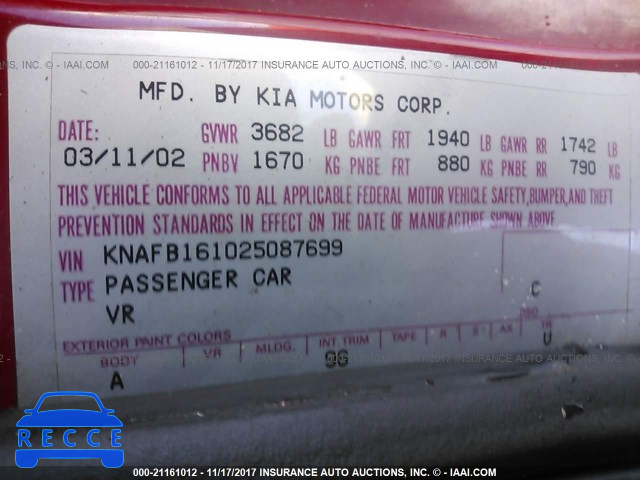 000-21161012 - 11/17/2017 INSURANCE AUTO AUCTIONS, INC. - © IAAI.COM
MFD. BY KIA MOTORS CORP.
DATE: GVWR 3682 LB GAWR FRT 1940 LB GAWR RR 1742 LB
03/11/02 PNBV 1670 KG PNBE FRT 880 KG PNBE RR 790 KG
THIS VEHICLE CONFORMS TO ALL APPLICABLE FEDERAL MOTOR VEHICLE SAFETY, BUMPER, AND THEFT
PREVENTION STANDARDS IN EFFECT ON THE DATE OF MANUFACTURE SHOWN ABOVE.
VIN KNAFB161025087699
TYPE PASSENGER CAR
VR C
EXTERIOR PAINT COLORS
BODY VR MLDG. INT TRIM TAPE R S AX TR
A 96 U
RECCE
000-21161012 - 11/17/2017 INSURANCE AUTO AUCTIONS, INC. - © IAAI.COM